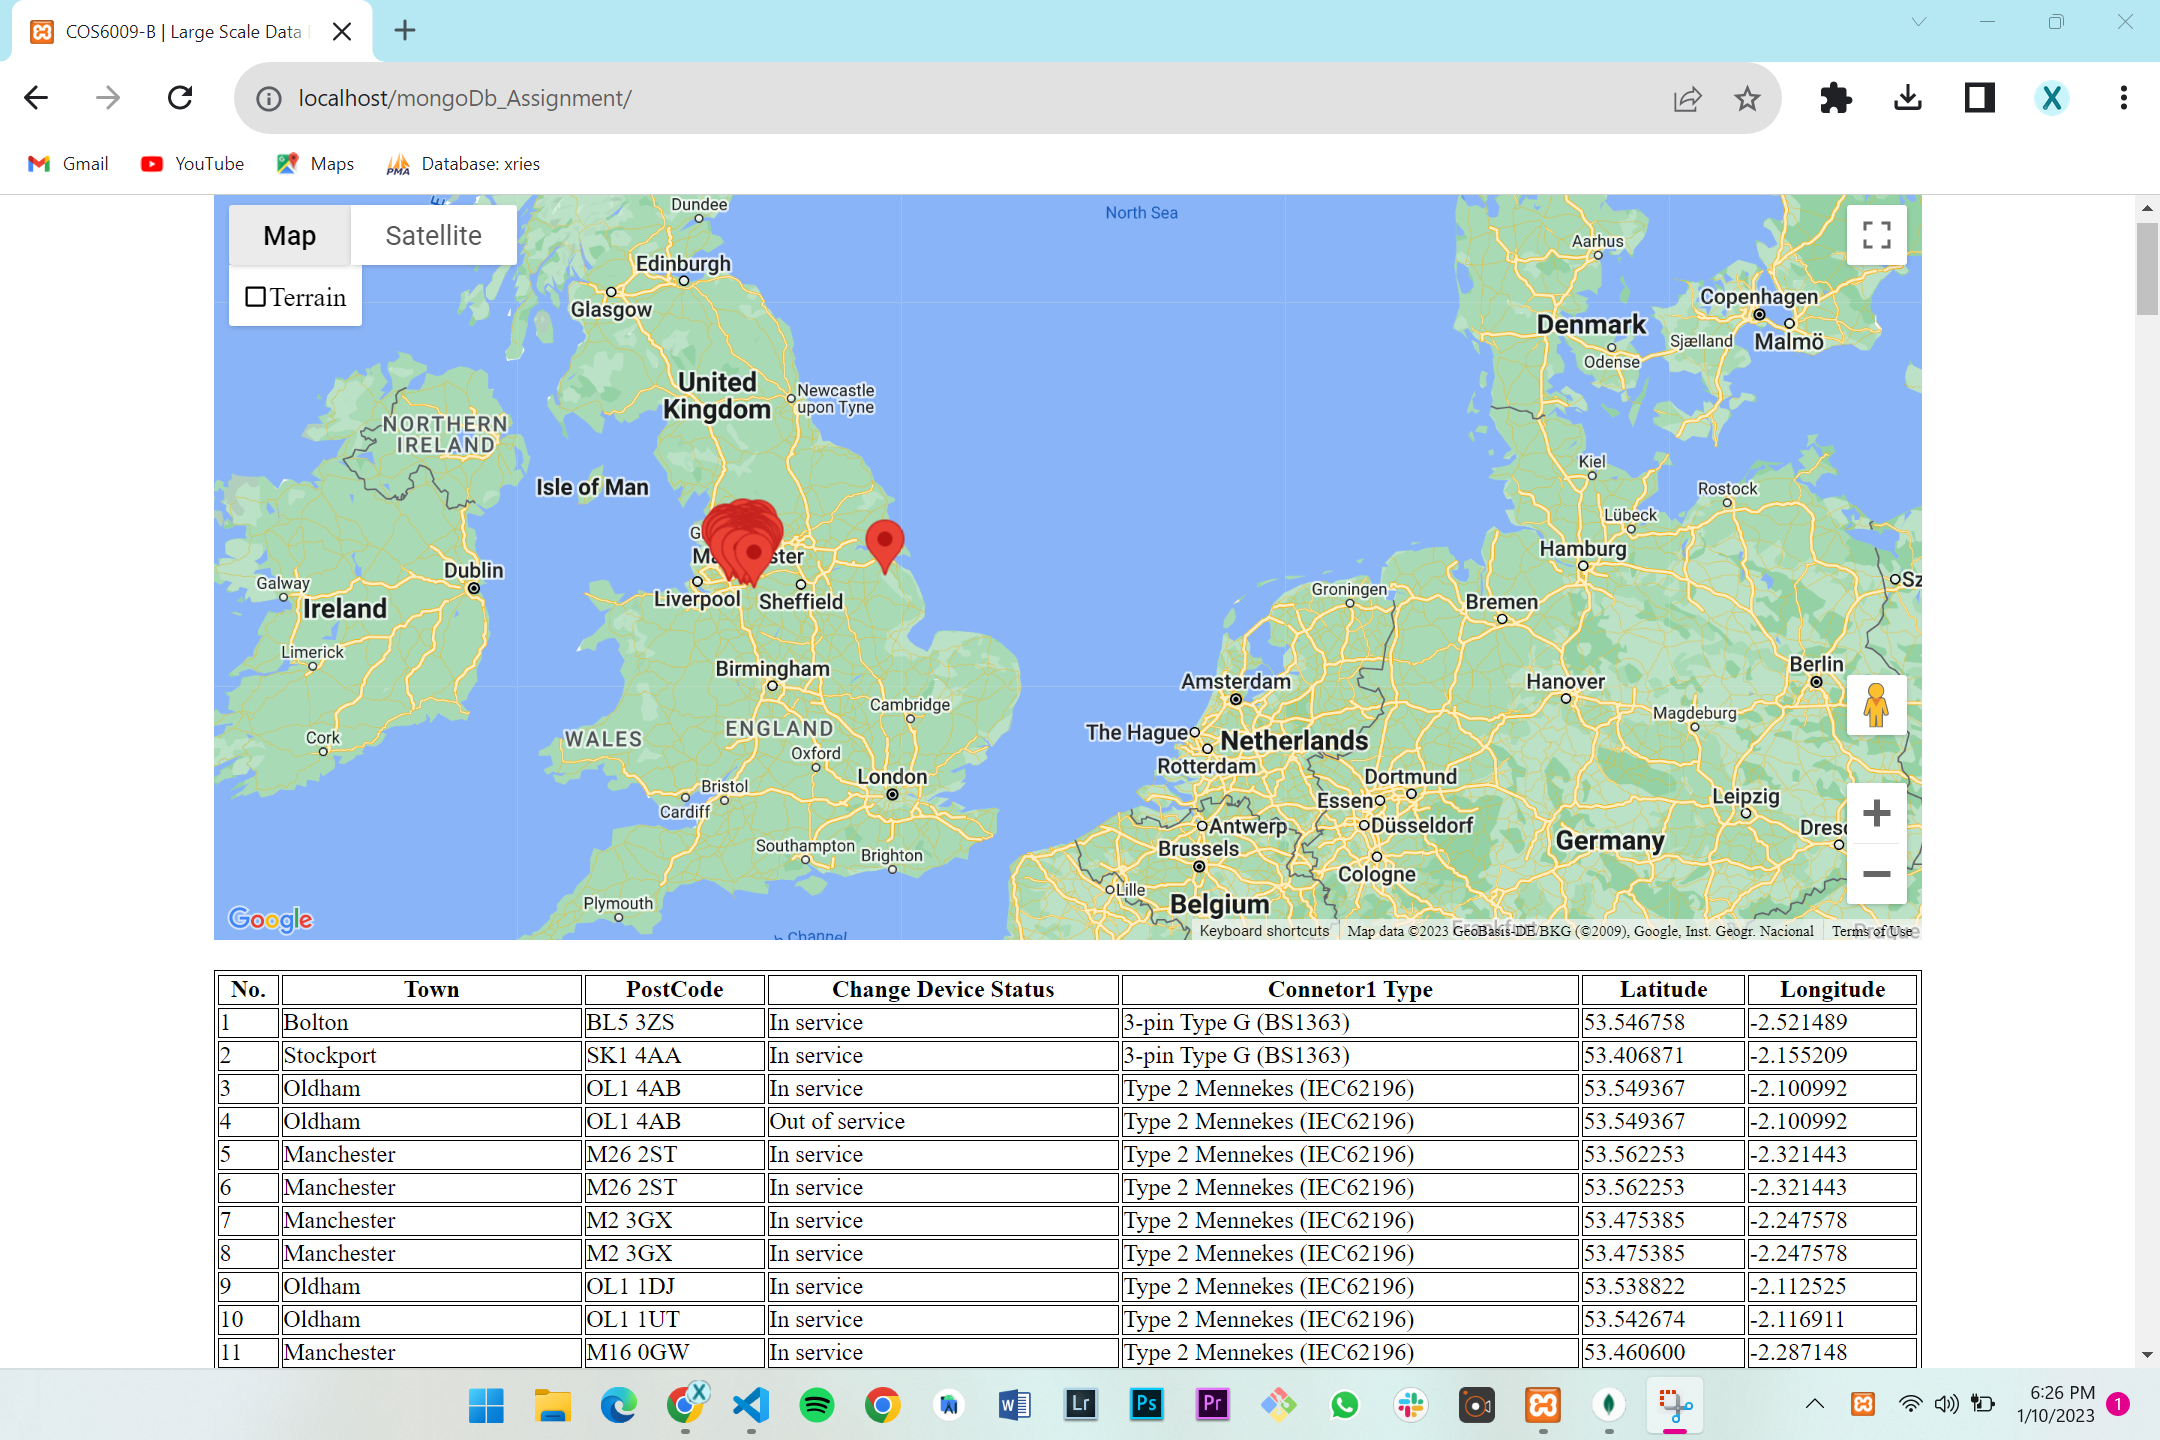 COS6009-B | Large Scale Data
localhost/mongoDb_Assignment/
Gmail YouTube Maps Database: xries
Map Satellite
Terrain
Dundee
North Sea
Aarhus
Edinburgh
Glasgow
Copenhagen
Denmark
Sjælland Malmö
Odense
United
Kingdom
Newcastle
upon Tyne
NORTHERN
IRELAND
Kiel
Isle of Man
Rostock
Lübeck
Hamburg
Dublin
Galway
Ireland
Liverpool Sheffield
Groningen
Bremen
Limerick
Birmingham
Berlin
Amsterdam
Hanover
Cambridge
Magdeburg
WALES
ENGLAND
Cork
The Hague
Netherlands
Oxford
Rotterdam
London
Dortmund
Bristol
Cardiff
Essen
Leipzig
Antwerp
Düsseldorf
Southampton
Brighton
Brussels
Germany
Cologne
Lille
Plymouth
Belgium
Google
Channel
Keyboard shortcuts Map data ©2023 GeoBasis-DE/BKG (©2009), Google, Inst. Geogr. Nacional Terms of Use
No. Town PostCode Change Device Status Connetor1 Type Latitude Longitude
1 Bolton BL5 3ZS In service 3-pin Type G (BS1363) 53.546758 -2.521489
2 Stockport SK1 4AA In service 3-pin Type G (BS1363) 53.406871 -2.155209
3 Oldham OL1 4AB In service Type 2 Mennekes (IEC62196) 53.549367 -2.100992
4 Oldham OL1 4AB Out of service Type 2 Mennekes (IEC62196) 53.549367 -2.100992
5 Manchester M26 2ST In service Type 2 Mennekes (IEC62196) 53.562253 -2.321443
6 Manchester M26 2ST In service Type 2 Mennekes (IEC62196) 53.562253 -2.321443
7 Manchester M2 3GX In service Type 2 Mennekes (IEC62196) 53.475385 -2.247578
8 Manchester M2 3GX In service Type 2 Mennekes (IEC62196) 53.475385 -2.247578
9 Oldham OL1 1DJ In service Type 2 Mennekes (IEC62196) 53.538822 -2.112525
10 Oldham OL1 1UT In service Type 2 Mennekes (IEC62196) 53.542674 -2.116911
11 Manchester M16 0GW In service Type 2 Mennekes (IEC62196) 53.460600 -2.287148
6:26 PM
1/10/2023
1